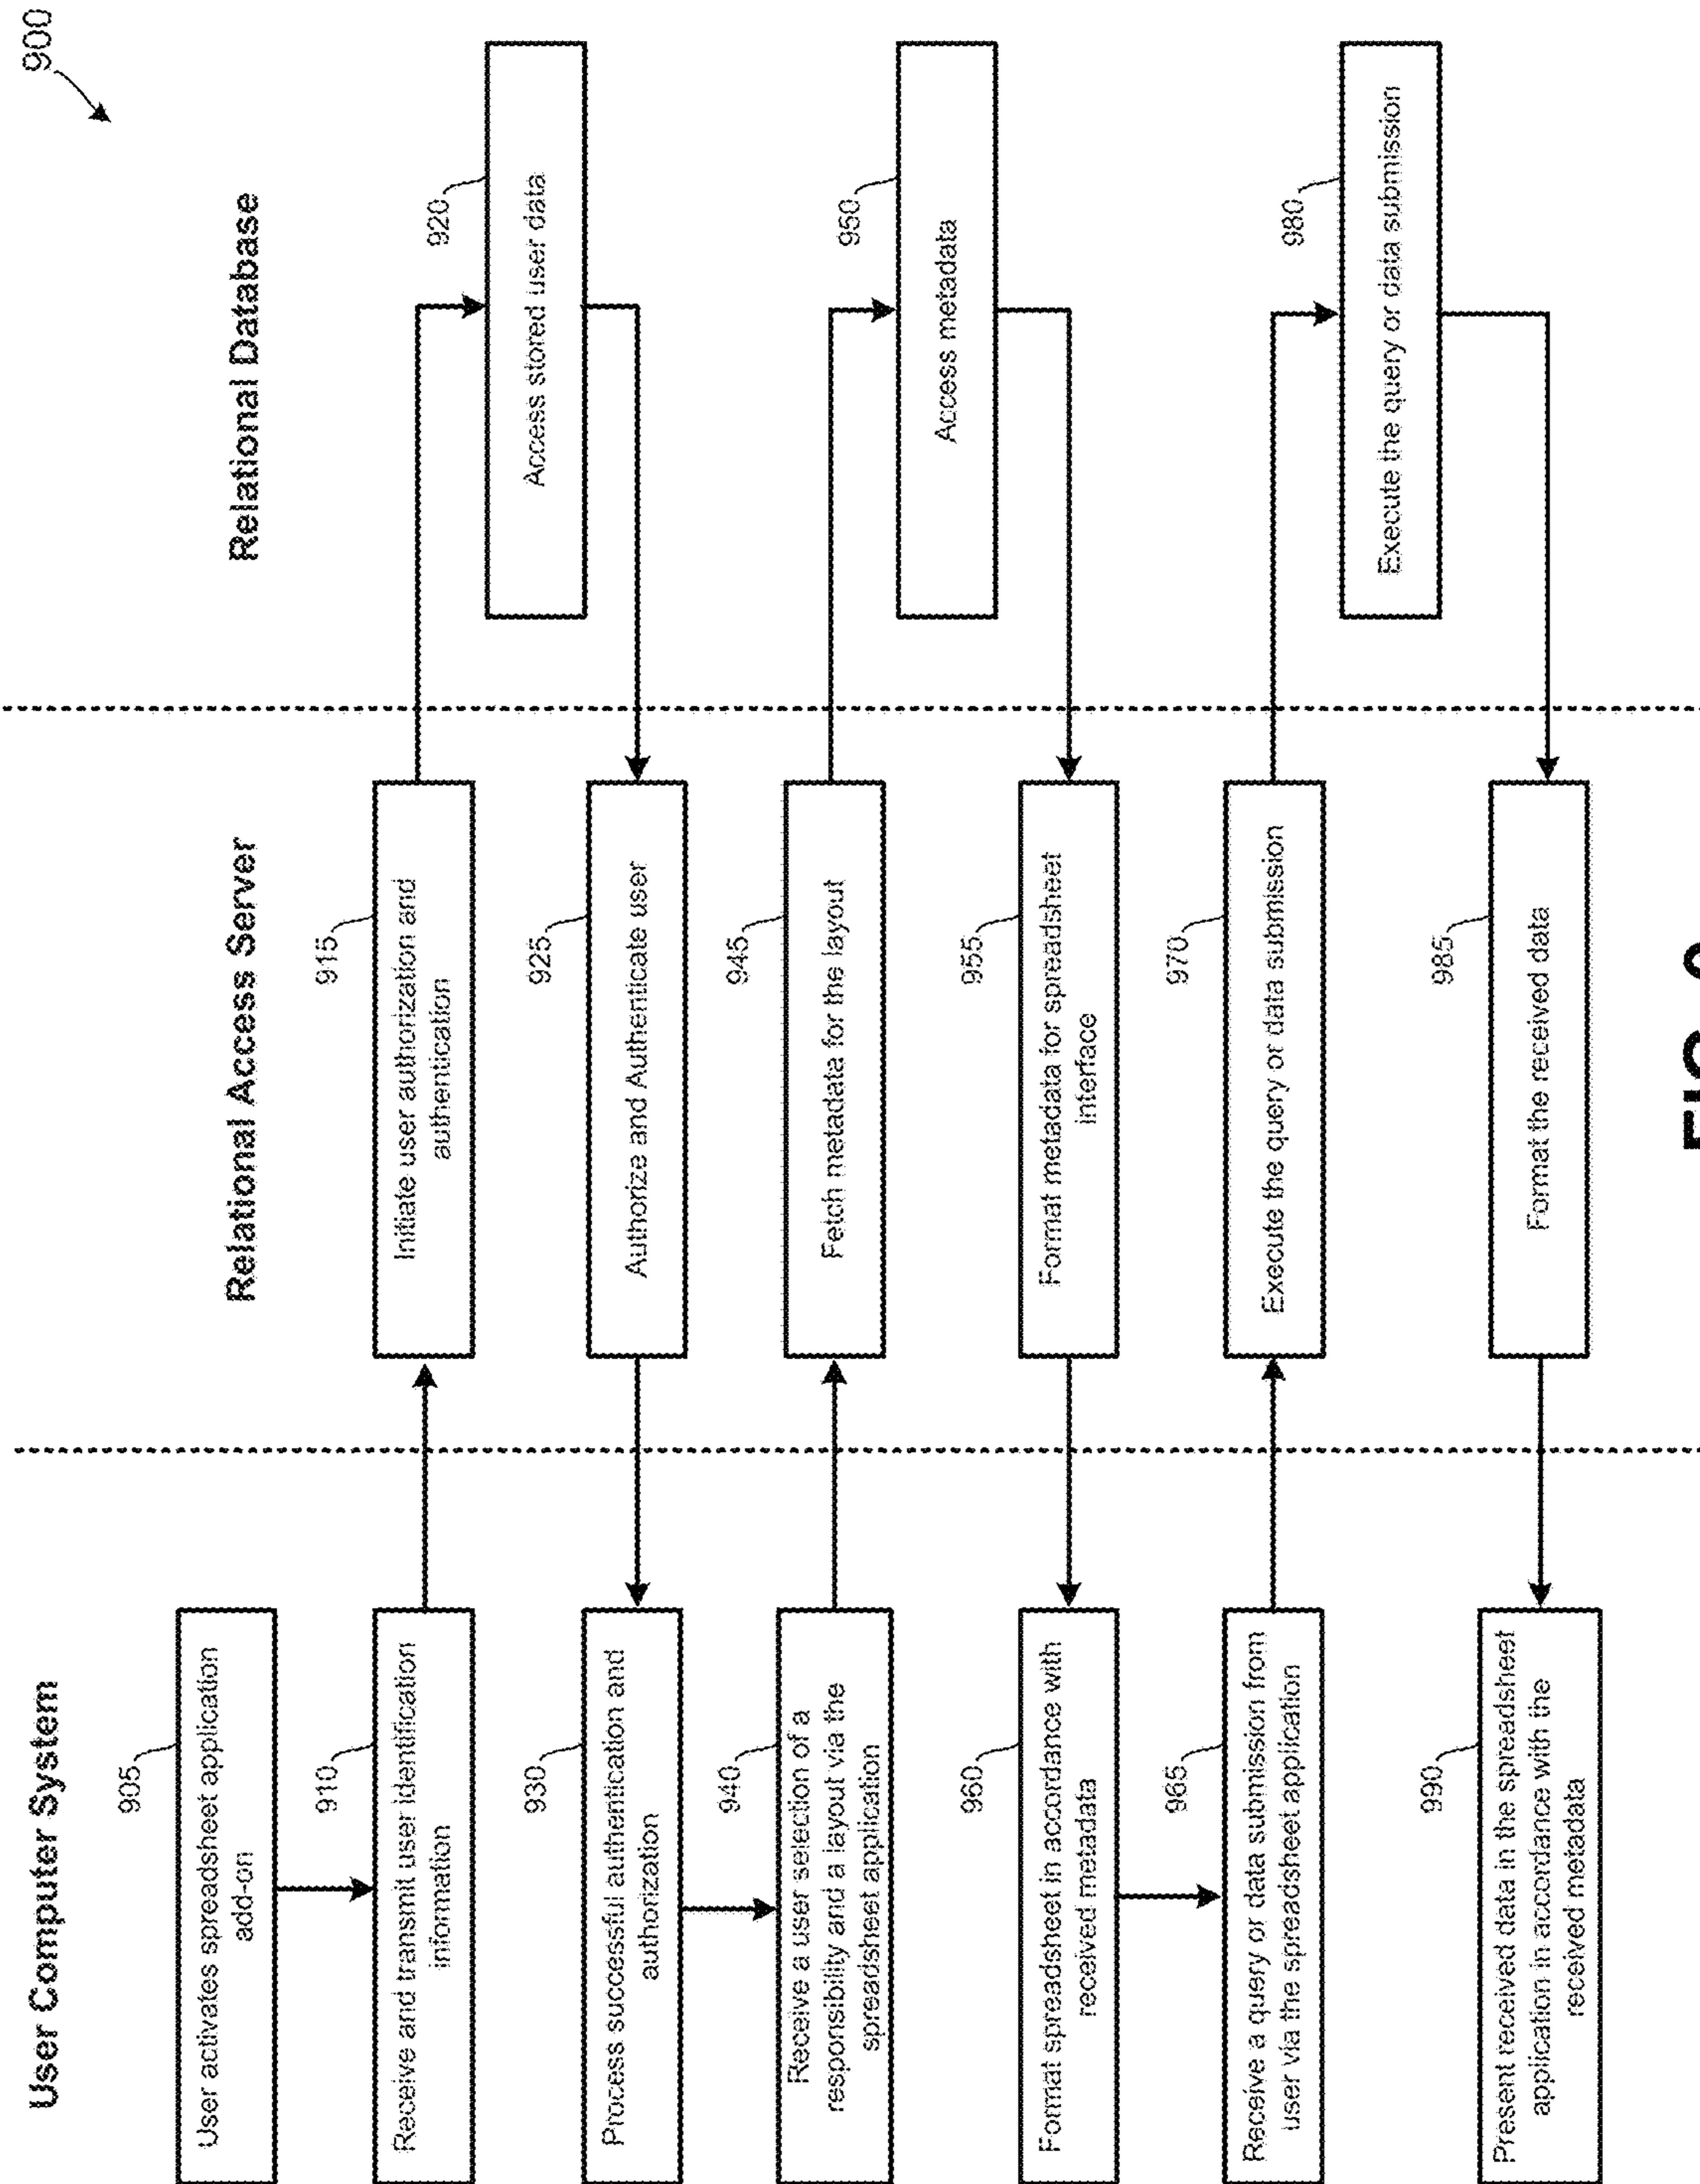 900
User Computer System
Relational Access Server
Relational Database
905
User activates spreadsheet application
add-on
910
Receive and transmit user identification
information
915
Initiate user authorization and
authentication
920
Access stored user data
925
Authorize and Authenticate user
930
Process successful authentication and
authorization
940
Receive a user selection of a
responsibility and a layout via the
spreadsheet application
945
Fetch metadata for the layout
950
Access metadata
955
Format metadata for spreadsheet
interface
960
Format spreadsheet in accordance with
received metadata
965
Receive a query or data submission from
user via the spreadsheet application
970
Execute the query or data submission
980
Execute the query or data submission
985
Format the received data
990
Present received data in the spreadsheet
application in accordance with the
received metadata